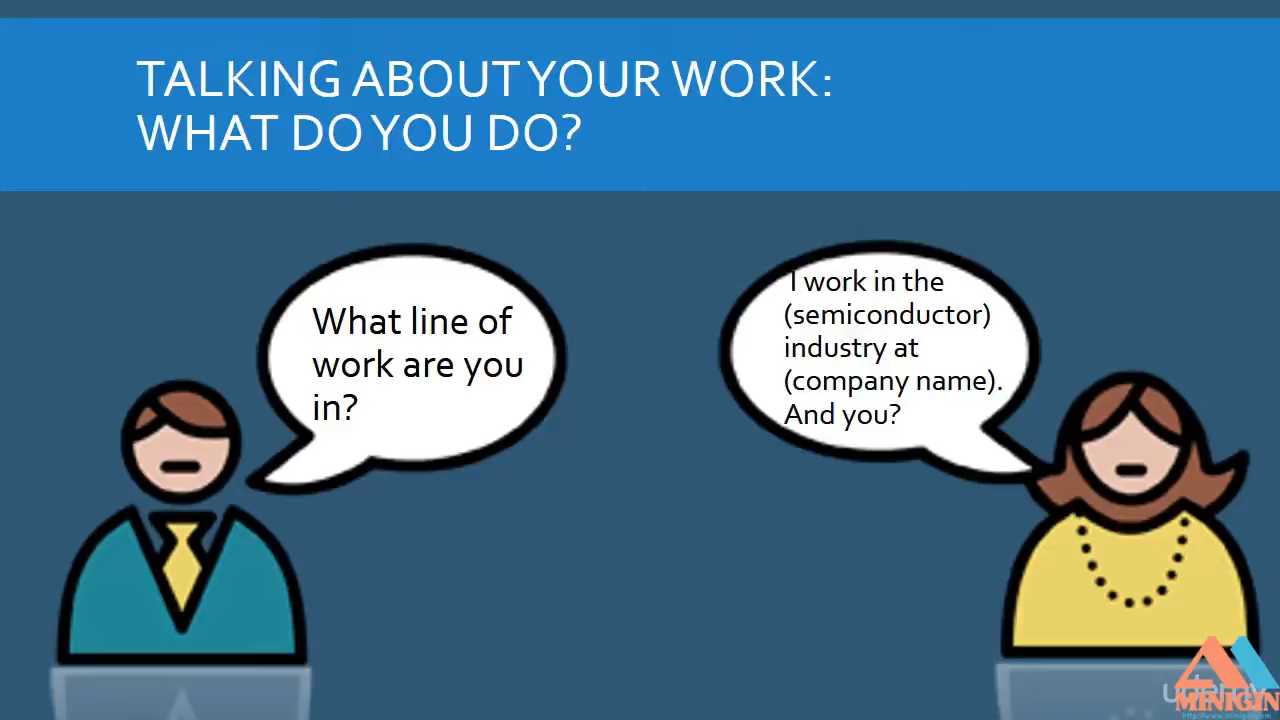 TALKING ABOUT YOUR WORK:
WHAT DO YOU DO?
What line of
work are you
in?
I work in the
(semiconductor)
industry at
(company name).
And you?
MINIGIN